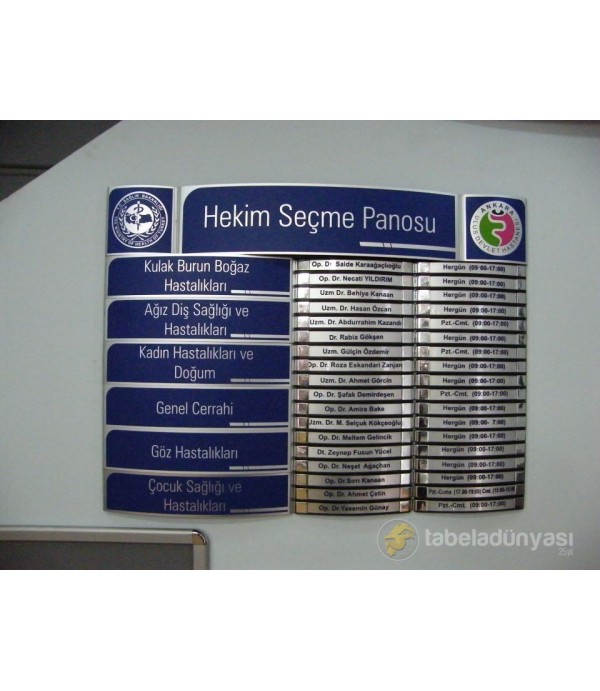 Hekim Seçme Panosu
ANKARA
ULUS DEVLET HASTANESİ
Kulak Burun Boğaz
Hastalıkları
Ağız Diş Sağlığı ve
Hastalıkları
Kadın Hastalıkları ve
Doğum
Genel Cerrahi
Göz Hastalıkları
Çocuk Sağlığı ve
Hastalıkları
Op. Dr Saide Karaağaçlıoğlu Hergün (09:00-17:00)
Op. Dr. Necati YILDIRIM Hergün (09:00-17:00)
Uzm Dr. Bahiye Kanaan Hergün (09:00-17:00)
Uzm. Dr. Hasan Özcan Hergün (09:00-17:00)
Uzm. Dr. Abdurrahim Kazandı Pzt.-Cmt. (09:00-17:00)
Dr. Rabia Gökşen Hergün (09:00-17:00)
Uzm. Gülçin Özdemir Pzt.-Cmt. (09:00-17:00)
Op. Dr. Roza Eskandari Zanjani Hergün (09:00-17:00)
Uzm. Dr. Ahmet Görcin Hergün (09:00-17:00)
Op. Dr. Şafak Demirdeşen Pzt.-Cmt. (09:00-17:00)
Op. Dr. Amira Bake Hergün (09:00-17:00)
Uzm. Dr. M. Selçuk Kökçeoğlu Hergün (09:00-17:00)
Op. Dr. Meltem Gelincik Hergün (09:00-17:00)
Dt. Zeynep Fusun Yücel Hergün (09:00-17:00)
Op. Dr. Neşet Ağaçhan Hergün (09:00-17:00)
Op. Dr.Sırrı Kanaan Hergün (09:00-17:00)
Op. Dr. Ahmet Çetin
Op. Dr Yasemin Günay Pzt.-Cmt. (09:00-17:00)
tabeladünyası